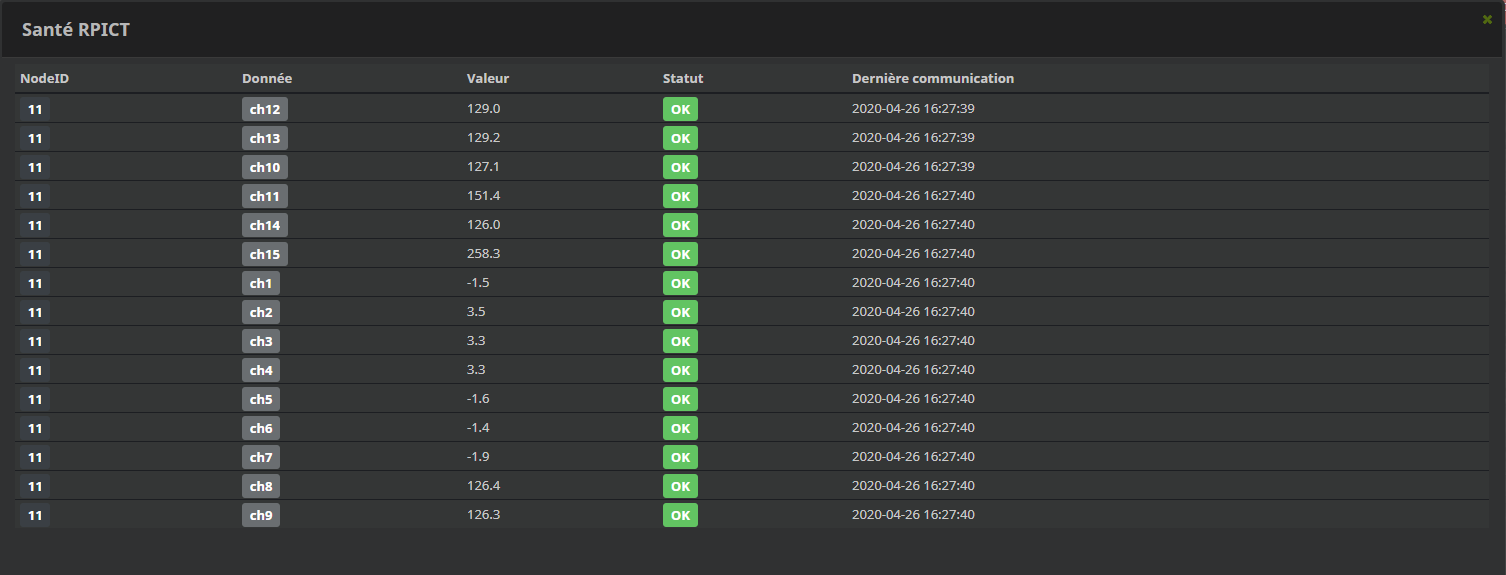 Santé RPICT
NodeID Donnée Valeur Statut Dernière communication
11 ch12 129.0 OK 2020-04-26 16:27:39
11 ch13 129.2 OK 2020-04-26 16:27:39
11 ch10 127.1 OK 2020-04-26 16:27:39
11 ch11 151.4 OK 2020-04-26 16:27:40
11 ch14 126.0 OK 2020-04-26 16:27:40
11 ch15 258.3 OK 2020-04-26 16:27:40
11 ch1 -1.5 OK 2020-04-26 16:27:40
11 ch2 3.5 OK 2020-04-26 16:27:40
11 ch3 3.3 OK 2020-04-26 16:27:40
11 ch4 3.3 OK 2020-04-26 16:27:40
11 ch5 -1.6 OK 2020-04-26 16:27:40
11 ch6 -1.4 OK 2020-04-26 16:27:40
11 ch7 -1.9 OK 2020-04-26 16:27:40
11 ch8 126.4 OK 2020-04-26 16:27:40
11 ch9 126.3 OK 2020-04-26 16:27:40